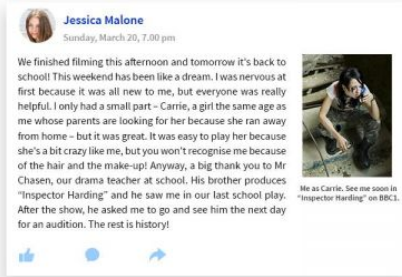 Jessica Malone
Sunday, March 20, 7.00 pm
We finished filming this afternoon and tomorrow it's back to
school! This weekend has been like a dream. I was nervous at
first because it was all new to me, but everyone was really
helpful. I only had a small part – Carrie, a girl the same age as
me whose parents are looking for her because she ran away
from home – but it was great. It was easy to play her because
she's a bit crazy like me, but you won't recognise me because
of the hair and the make-up! Anyway, a big thank you to Mr
Chasen, our drama teacher at school. His brother produces
“Inspector Harding” and he saw me in our last school play.
After the show, he asked me to go and see him the next day
for an audition. The rest is history!
Me as Carrie. See me soon in
“Inspector Harding” on BBC1.